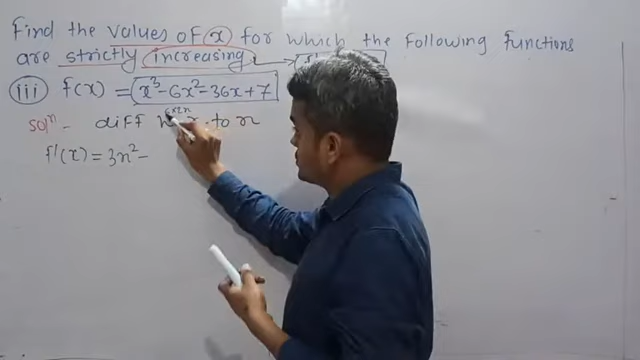 Find the values of x for which the following functions
are strictly increasing
iii f(x) = x³-6x²-36x+7
solⁿ - diff w.r.to x
f'(x) = 3x² -